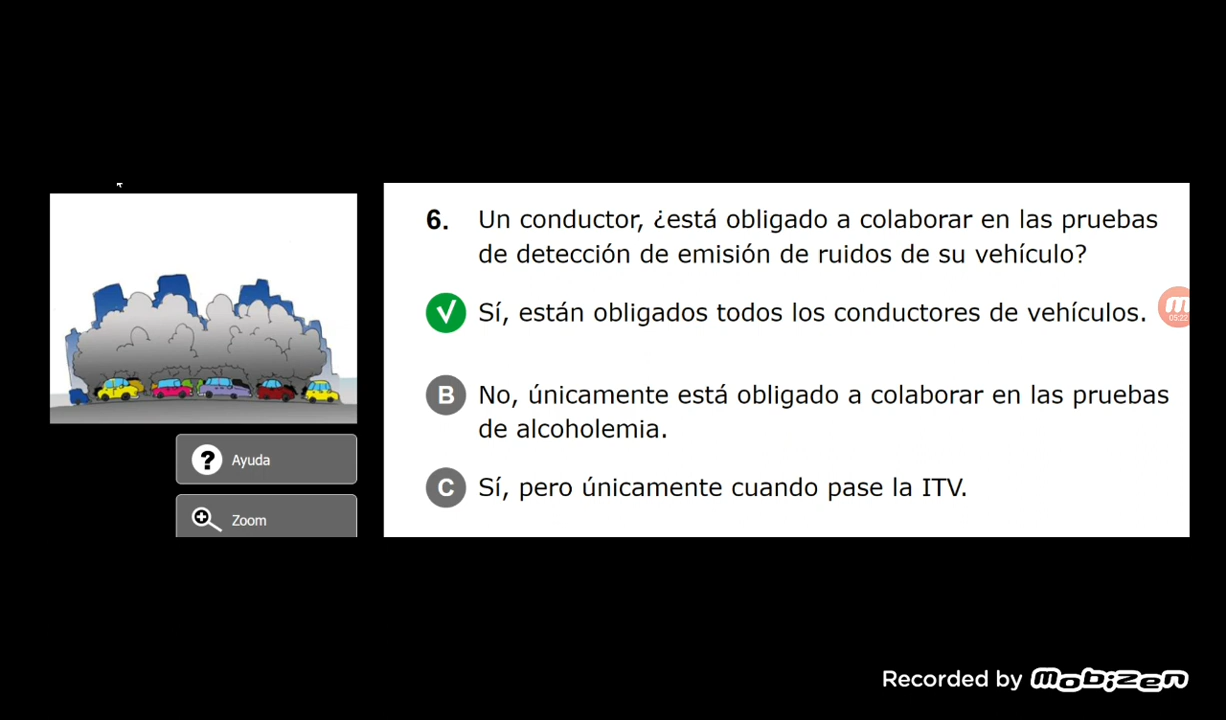 6. Un conductor, ¿está obligado a colaborar en las pruebas
de detección de emisión de ruidos de su vehículo?
Sí, están obligados todos los conductores de vehículos.
05:22
B No, únicamente está obligado a colaborar en las pruebas
de alcoholemia.
C Sí, pero únicamente cuando pase la ITV.
? Ayuda
Zoom
Recorded by mobizen